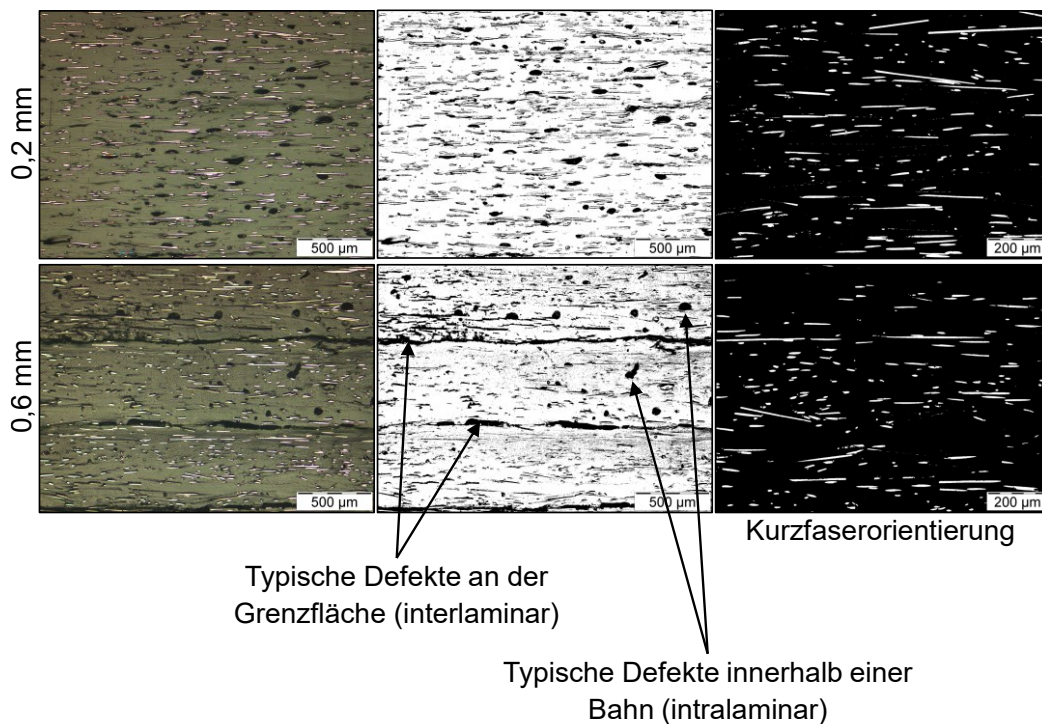 0,2 mm
500 µm
500 µm
200 µm
0,6 mm
500 µm
500 µm
200 µm
Kurzfaserorientierung
Typische Defekte an der
Grenzfläche (interlaminar)
Typische Defekte innerhalb einer
Bahn (intralaminar)